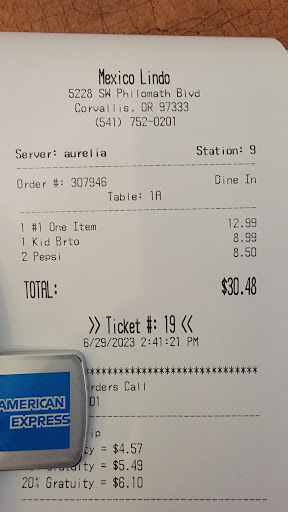 Mexico Lindo
5228 SW Philomath Blvd
Corvallis, OR 97333
(541) 752-0201
Server: aurelia Station: 9
Order #: 307946 Dine In
Table: 1A
1 #1 One Item 12.99
1 Kid Brto 8.99
2 Pepsi 8.50
TOTAL: $30.48
>> Ticket #: 19 <<
6/29/2023 2:41:21 PM
rders Call
01
AMERICAN
EXPRESS
ip
ty = $4.57
tuity = $5.49
20% Gratuity = $6.10